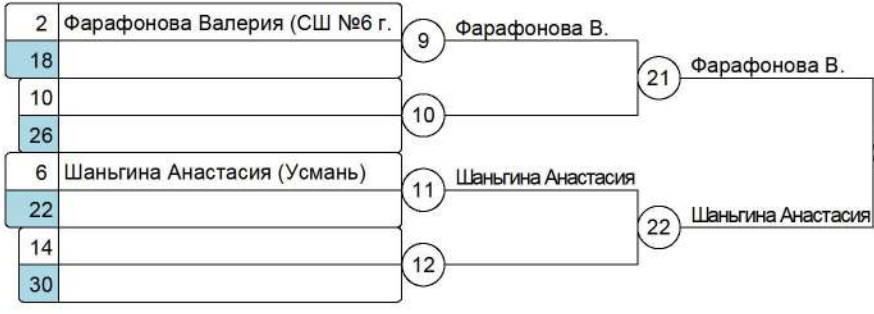 2 Фарафонова Валерия (СШ №6 г.
9 Фарафонова В.
18
21 Фарафонова В.
10
10
26
6 Шаньгина Анастасия (Усмань)
11 Шаньгина Анастасия
22
22 Шаньгина Анастасия
14
12
30